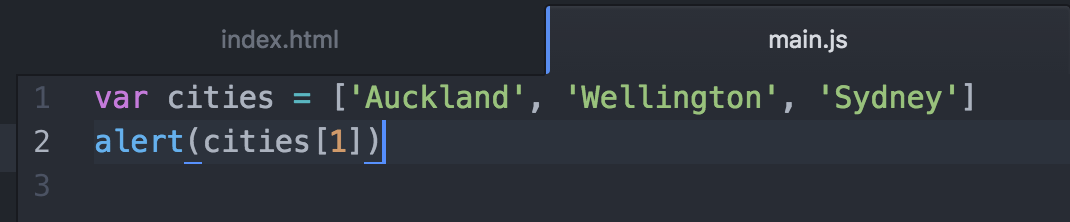 index.html main.js
1 var cities = ['Auckland', 'Wellington', 'Sydney']
2 alert(cities[1])
3